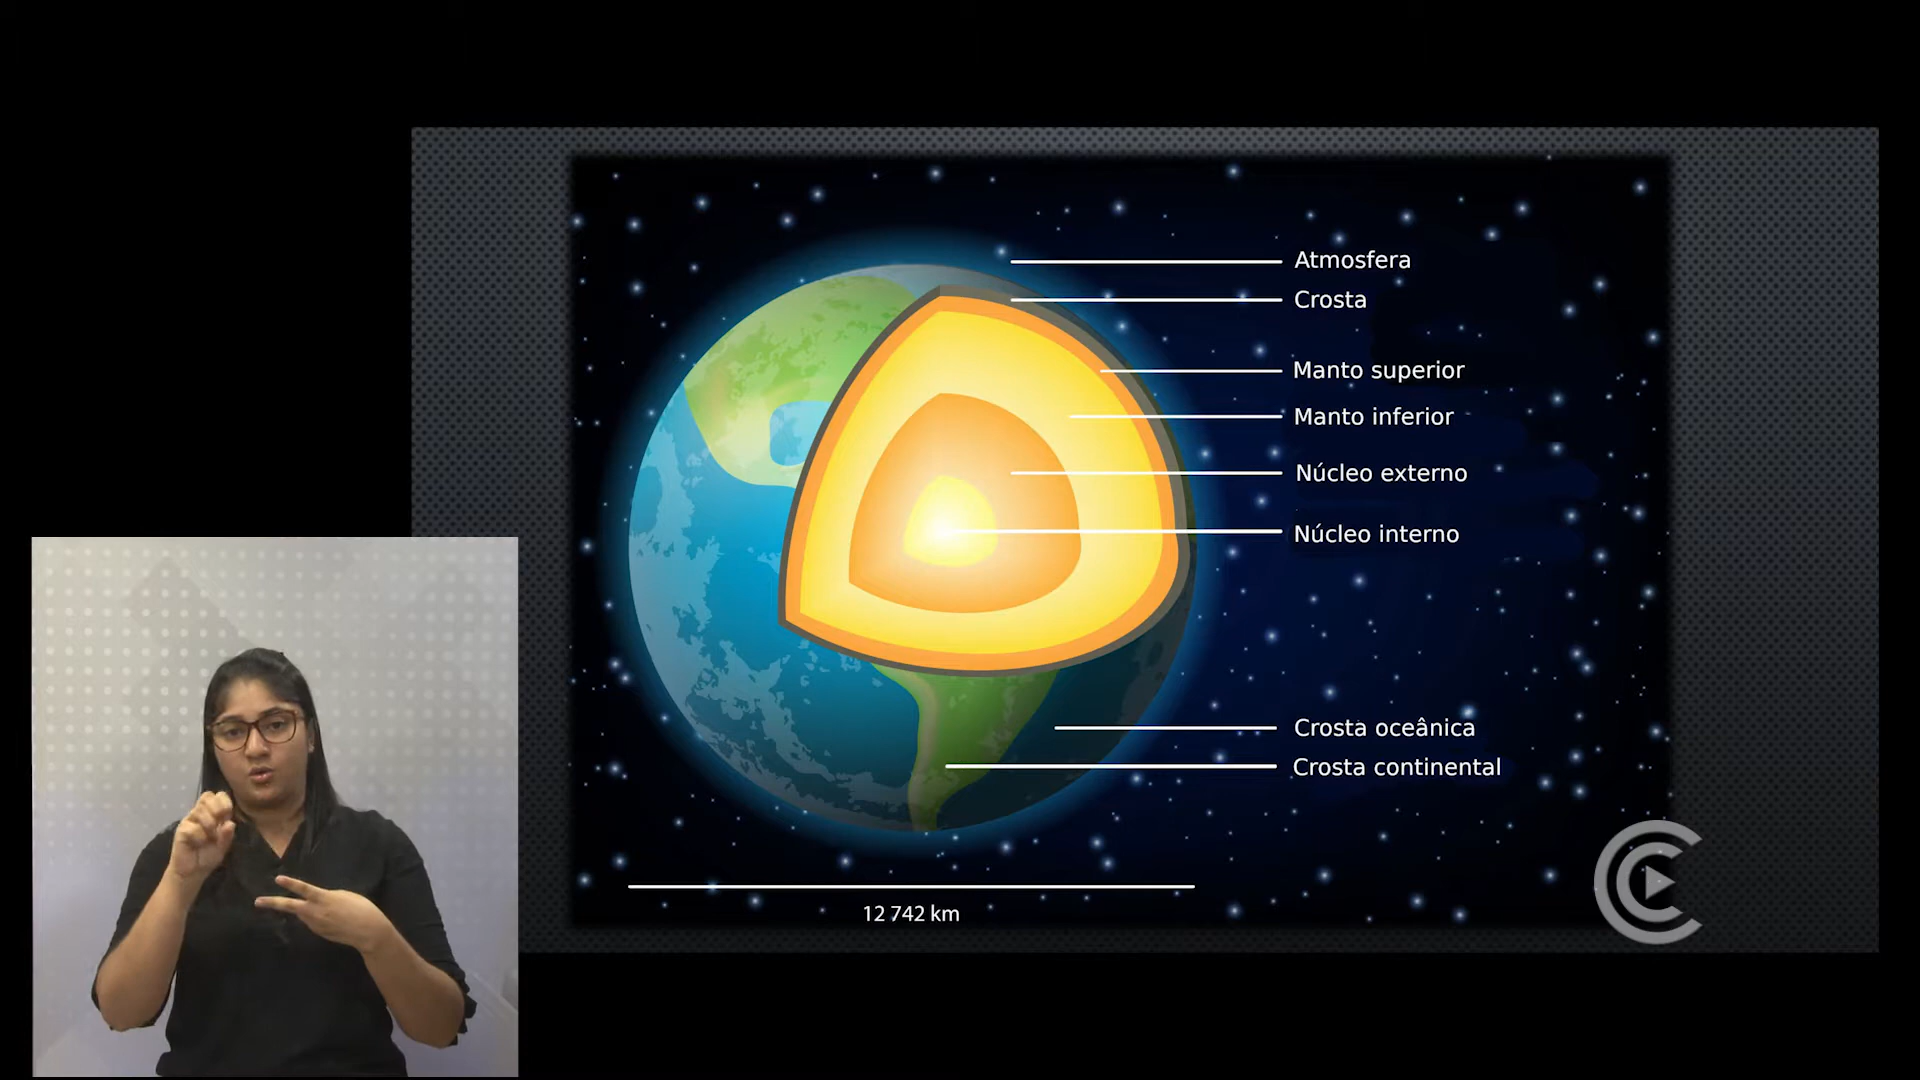 Atmosfera
Crosta
Manto superior
Manto inferior
Núcleo externo
Núcleo interno
Crosta oceânica
Crosta continental
12 742 km